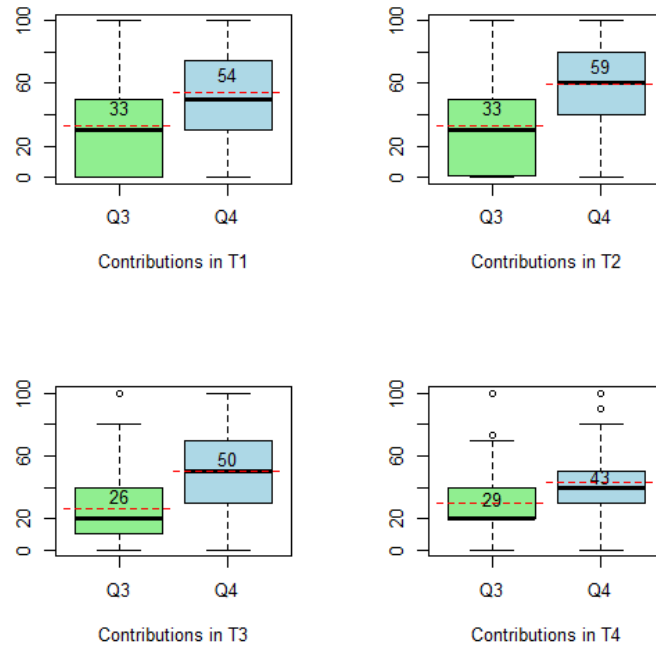 100
60
20
0
33
54
Q3
Q4
Contributions in T1
100
60
20
0
33
59
Q3
Q4
Contributions in T2
100
60
20
0
26
50
Q3
Q4
Contributions in T3
100
60
20
0
29
43
Q3
Q4
Contributions in T4